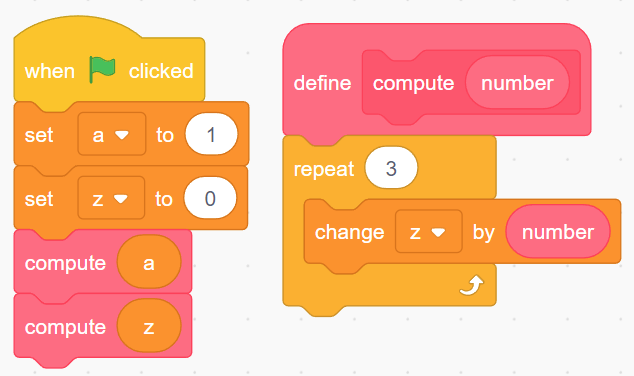 when clicked
set a to 1
set z to 0
compute a
compute z
define compute number
repeat 3
change z by number